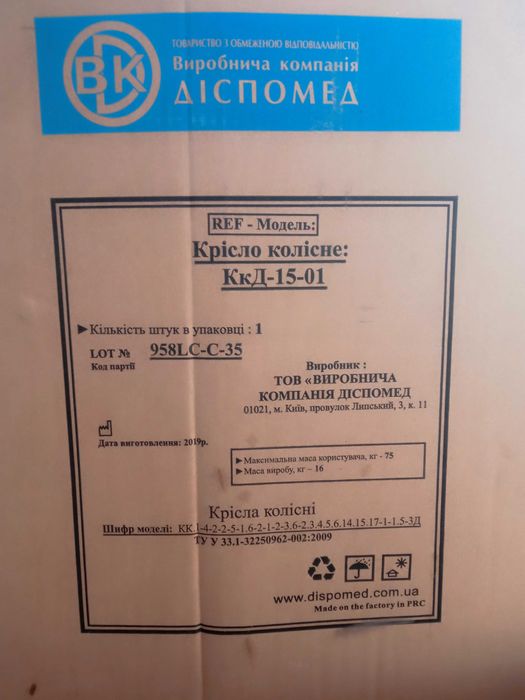 ВКД
ТОВАРИСТВО З ОБМЕЖЕНОЮ ВІДПОВІДАЛЬНІСТЮ
Виробнича компанія
ДІСПОМЕД
REF - Модель:
Крісло колісне:
КкД-15-01
►Кількість штук в упаковці : 1
LOT № 958LC-C-35
Код партії
Виробник :
ТОВ «ВИРОБНИЧА
КОМПАНІЯ ДІСПОМЕД
01021, м. Київ, провулок Липський, 3, к. 11
Дата виготовлення: 2019р.
►Максимальна маса користувача, кг - 75
►Маса виробу, кг – 16
Крісла колісні
Шифр моделі: КК.1-4-2-2-5-1.6-2-1-2-3.6-2.3.4.5.6.14.15.17-1-1.5-3Д
ТУ У 33.1-32250962-002:2009
www.dispomed.com.ua
Made on the factory in PRC